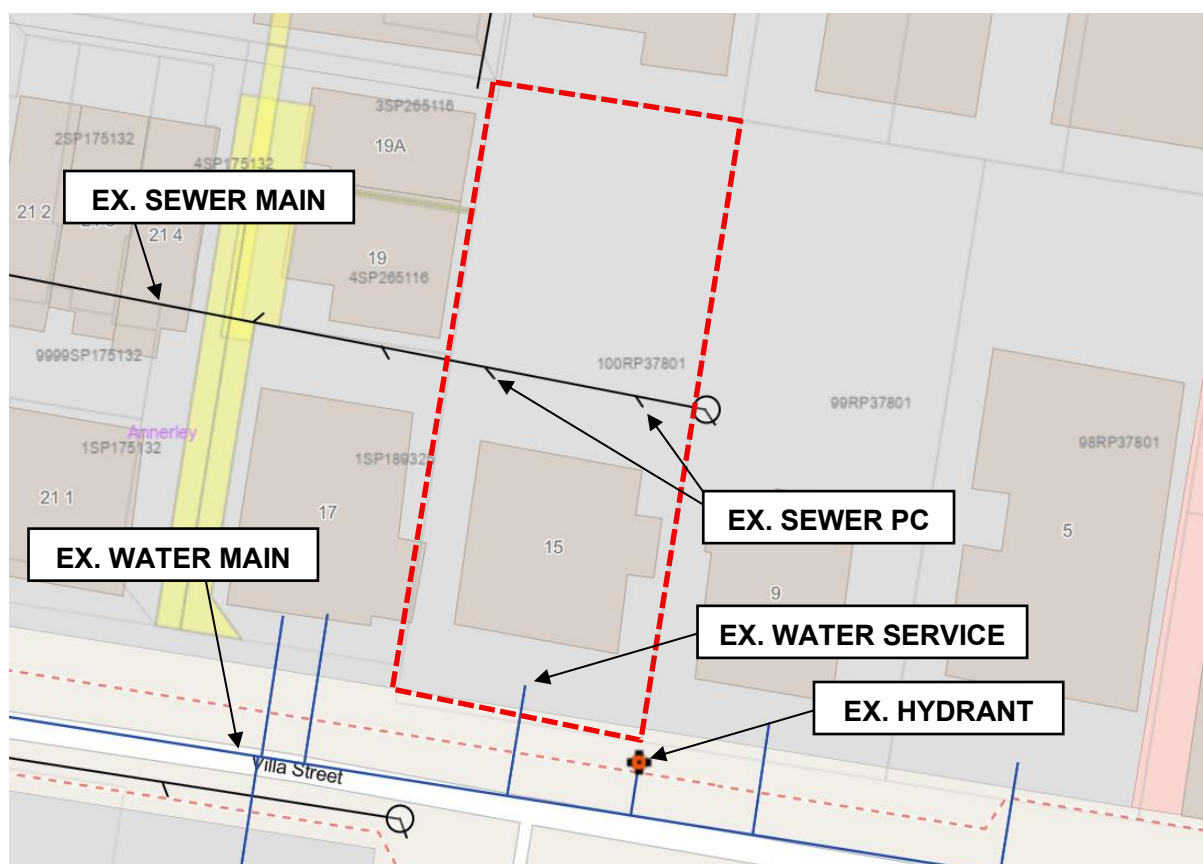 3SP265116
19A
2SP175132
4SP175132
EX. SEWER MAIN
21 2
21 4
19
4SP265116
9999SP175132
100RP37801
99RP37801
Annerley
1SP175132
98RP37801
21 1
17
EX. SEWER PC
15
5
EX. WATER MAIN
9
EX. WATER SERVICE
EX. HYDRANT
Villa Street